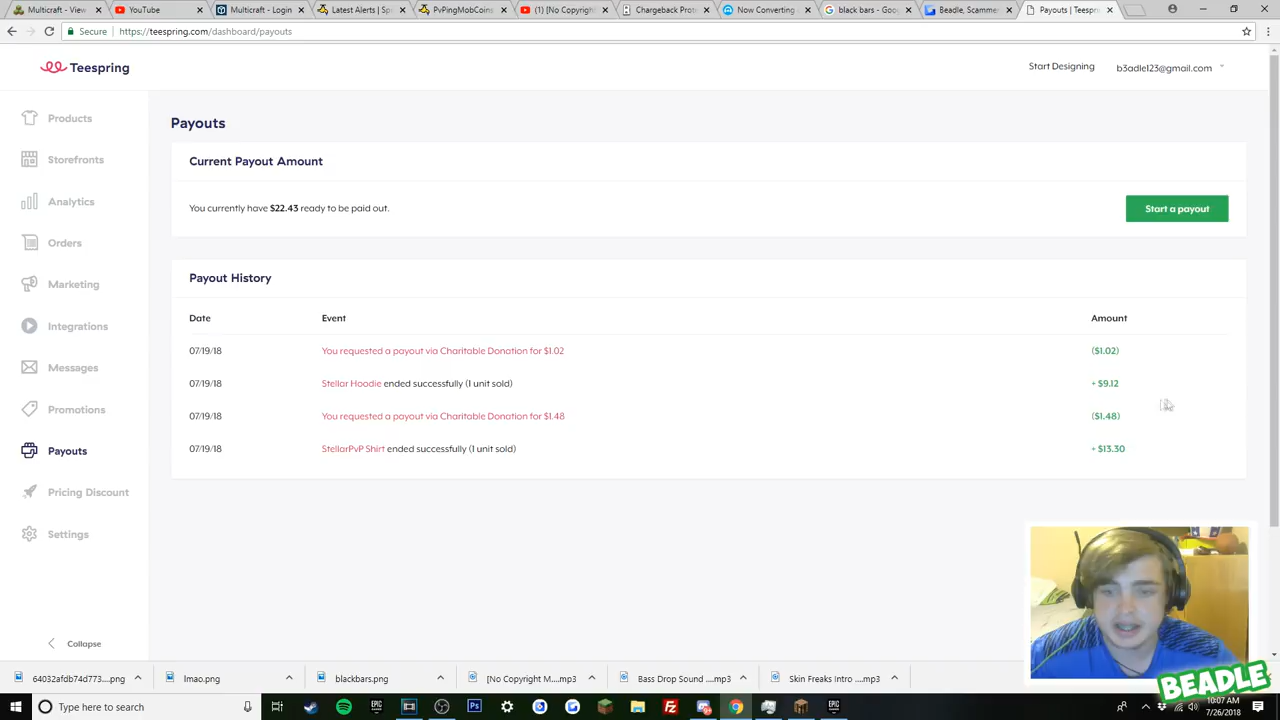 Multicraft - View
YouTube
Multicraft - Login
Latest Alerts | Sp
PvPingMobCoins
(1) [No Copyright
Chargeback Prot
Now Converting
black bars - Goo
Beadle, Scammer
Payouts | Teespr
Secure | https://teespring.com/dashboard/payouts
Teespring
Start Designing
b3adle123@gmail.com
Products
Storefronts
Analytics
Orders
Marketing
Integrations
Messages
Promotions
Payouts
Pricing Discount
Settings
Collapse
Payouts
Current Payout Amount
You currently have $22.43 ready to be paid out.
Start a payout
Payout History
Date Event Amount
07/19/18 You requested a payout via Charitable Donation for $1.02 ($1.02)
07/19/18 Stellar Hoodie ended successfully (1 unit sold) + $9.12
07/19/18 You requested a payout via Charitable Donation for $1.48 ($1.48)
07/19/18 StellarPvP Shirt ended successfully (1 unit sold) + $13.30
64032afdb74d773....png
lmao.png
blackbars.png
[No Copyright M....mp3
Bass Drop Sound ....mp3
Skin Freaks Intro ....mp3
BEADLE
Type here to search
10:07 AM
7/26/2018